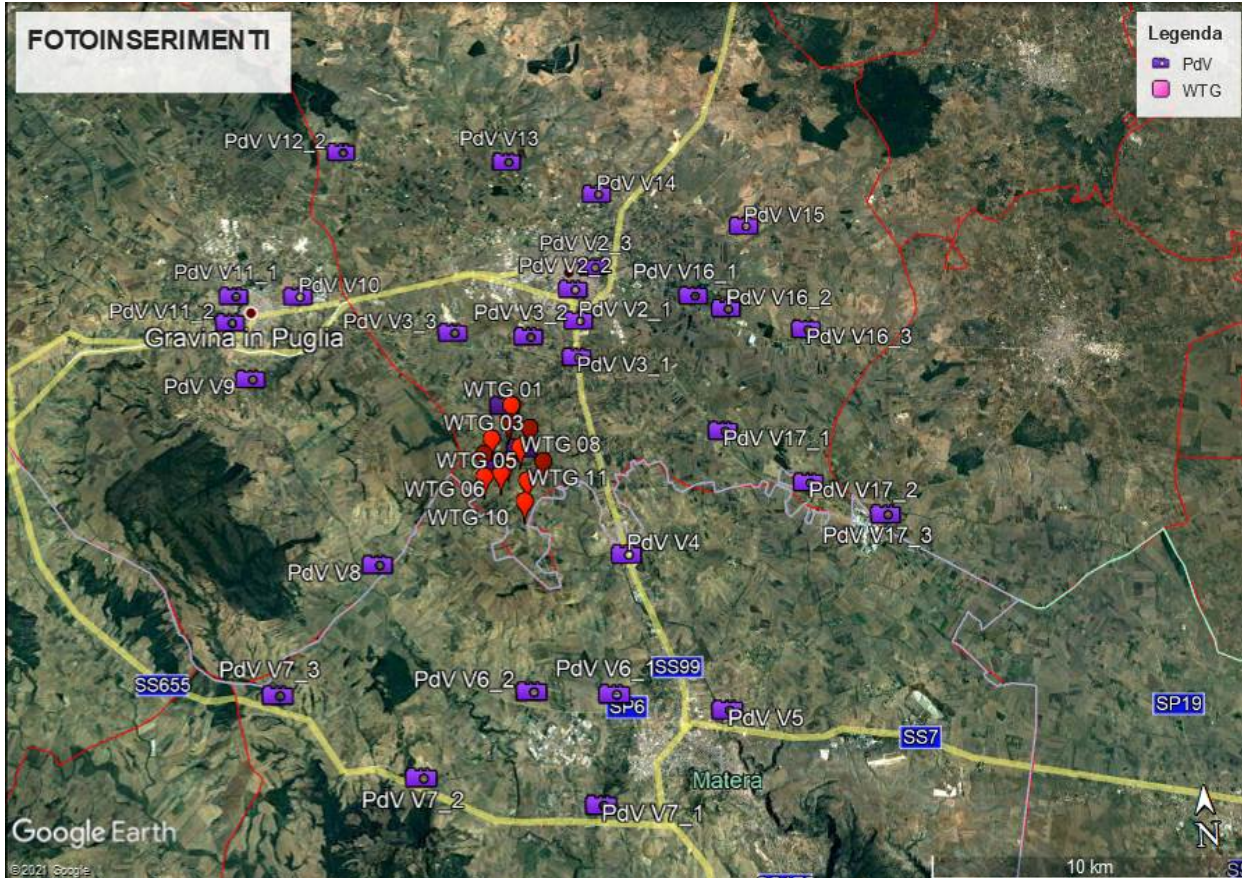 FOTOINSERIMENTI
Legenda
PdV
WTG
PdV V12_2
PdV V13
PdV V14
PdV V15
PdV V2_3
PdV V2_2
PdV V11_1
PdV V10
PdV V16_1
PdV V16_2
PdV V11_2
PdV V3_3
PdV V3_2
PdV V2_1
PdV V16_3
Gravina in Puglia
PdV V3_1
PdV V9
WTG 01
WTG 03
WTG 08
PdV V17_1
WTG 05
WTG 06
WTG 11
PdV V17_2
WTG 10
PdV V17_3
PdV V4
PdV V8
PdV V7_3
PdV V6_2
PdV V6_1
SS99
SS655
SP6
PdV V5
SP19
SS7
Matera
PdV V7_2
PdV V7_1
Google Earth
N
©2021 Google
10 km